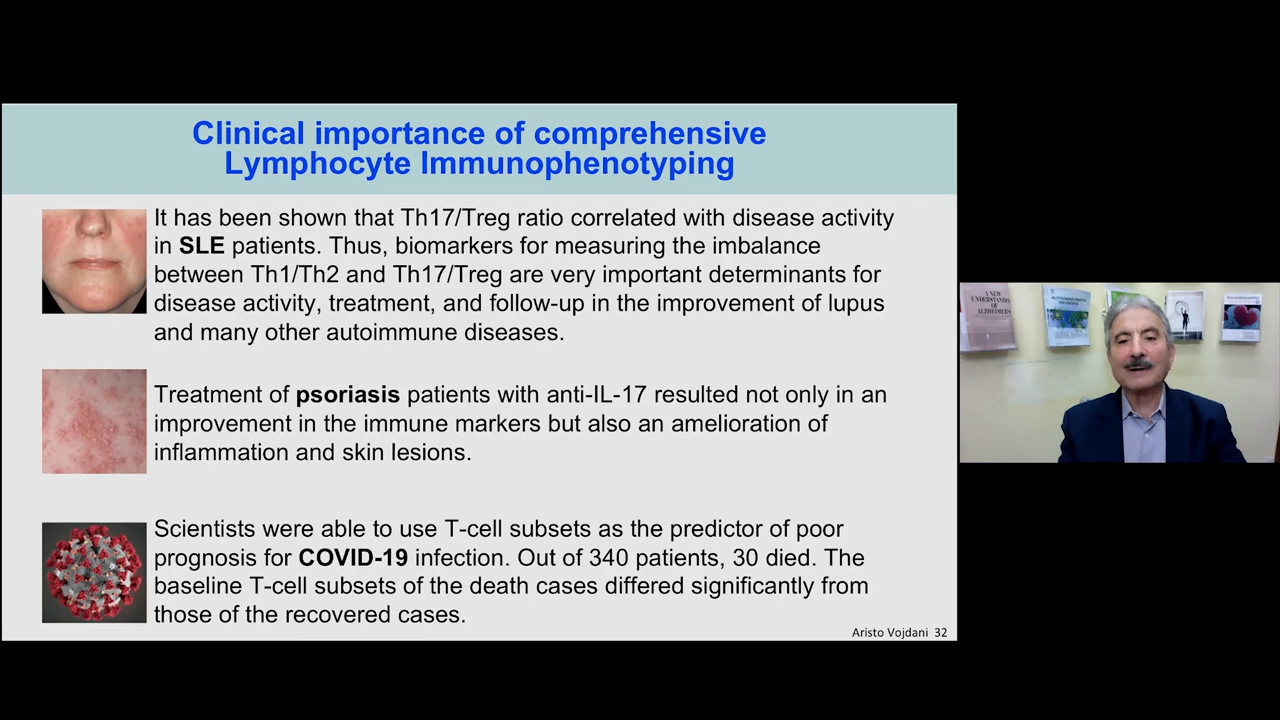 Clinical importance of comprehensive
Lymphocyte Immunophenotyping
It has been shown that Th17/Treg ratio correlated with disease activity
in SLE patients. Thus, biomarkers for measuring the imbalance
between Th1/Th2 and Th17/Treg are very important determinants for
disease activity, treatment, and follow-up in the improvement of lupus
and many other autoimmune diseases.
Treatment of psoriasis patients with anti-IL-17 resulted not only in an
improvement in the immune markers but also an amelioration of
inflammation and skin lesions.
Scientists were able to use T-cell subsets as the predictor of poor
prognosis for COVID-19 infection. Out of 340 patients, 30 died. The
baseline T-cell subsets of the death cases differed significantly from
those of the recovered cases.
Aristo Vojdani 32
A NEW
UNDERSTANDING
OF
ALZHEIMER'S
AUTOIMMUNITY
REVIEWS